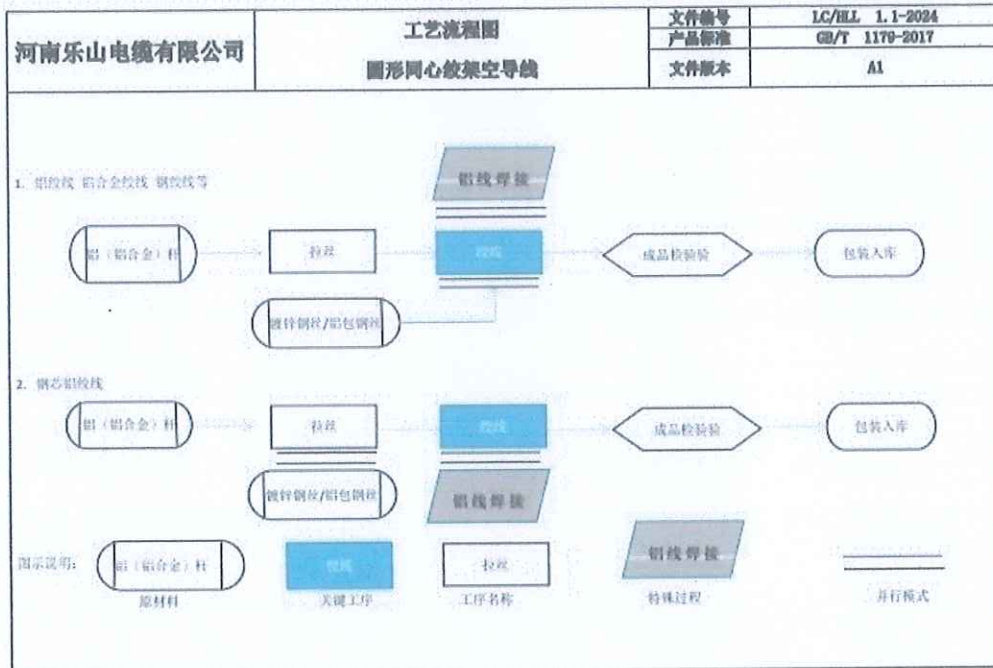 河南乐山电缆有限公司
工艺流程图
圆形同心绞架空导线
文件编号
LC/HLL 1.1-2024
产品标准
GB/T 1179-2017
文件版本
A1
铝线焊接
1. 铝绞线 铝合金绞线 钢绞线等
铝（铝合金）杆
拉丝
绞线
成品检验验
包装入库
镀锌钢丝/铝包钢丝
2. 钢芯铝绞线
铝（铝合金）杆
拉丝
绞线
成品检验验
包装入库
镀锌钢丝/铝包钢丝
铝线焊接
图示说明：
铝（铝合金）杆
绞线
拉丝
铝线焊接
原材料
关键工序
工序名称
特殊过程
并行模式